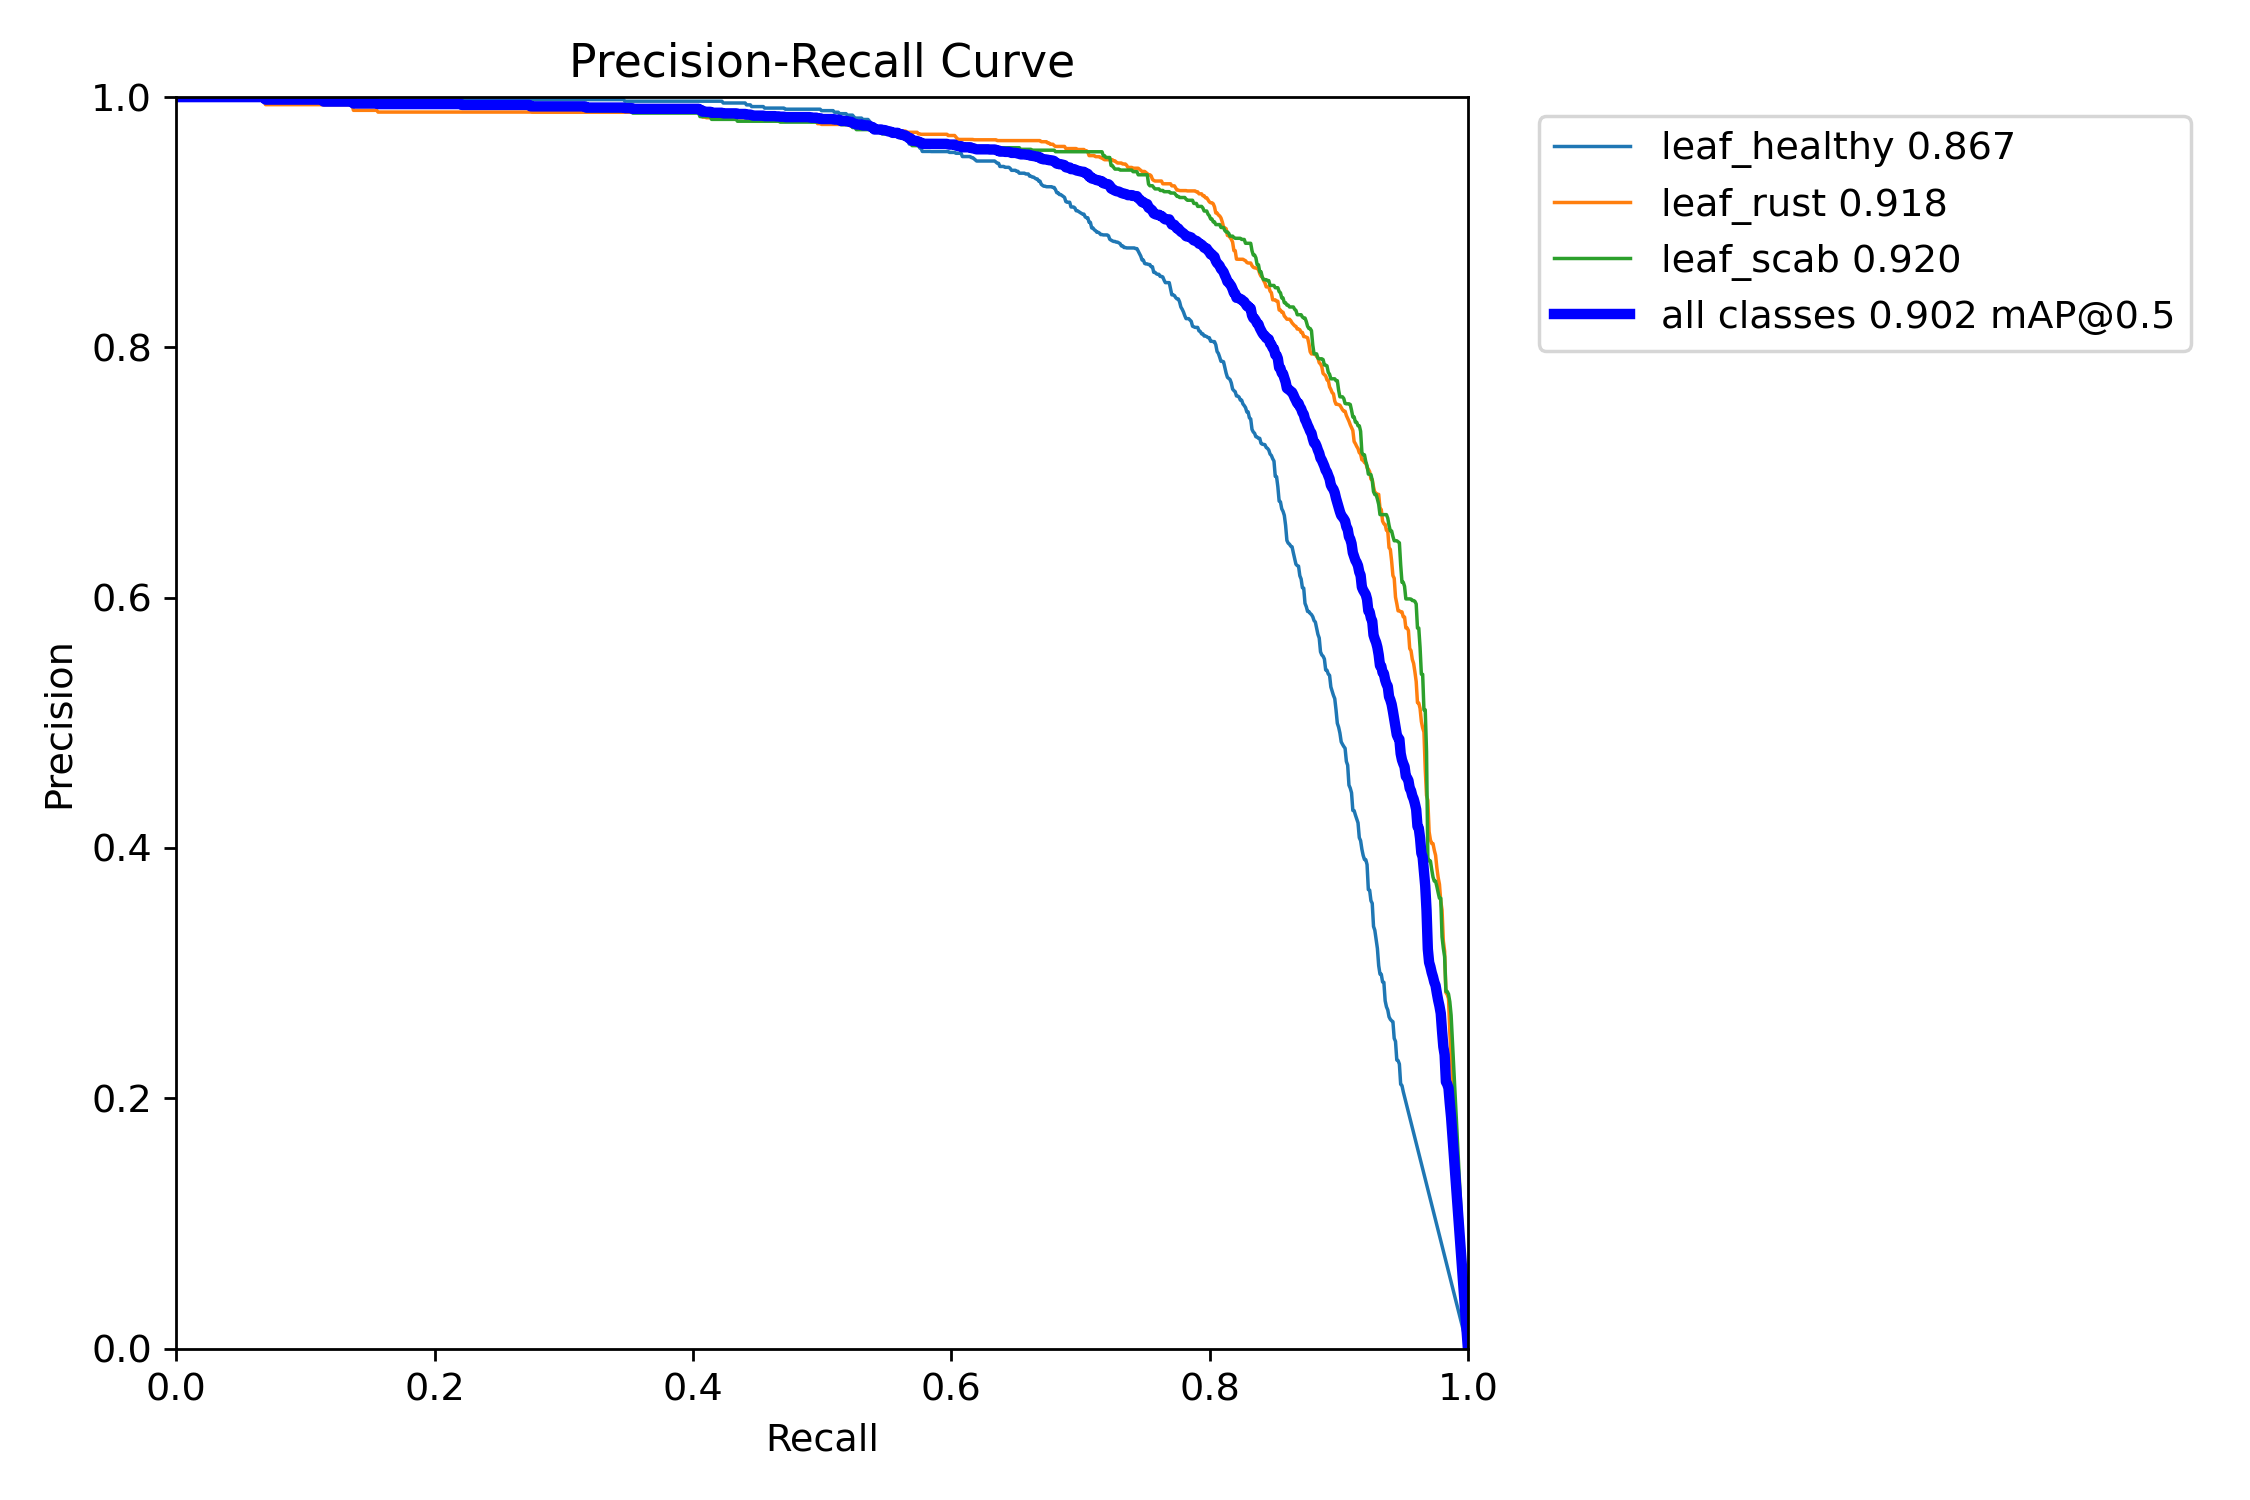 Precision-Recall Curve
1.0
0.8
0.6
0.4
0.2
0.0
Precision
0.0 0.2 0.4 0.6 0.8 1.0
Recall
leaf_healthy 0.867
leaf_rust 0.918
leaf_scab 0.920
all classes 0.902 mAP@0.5